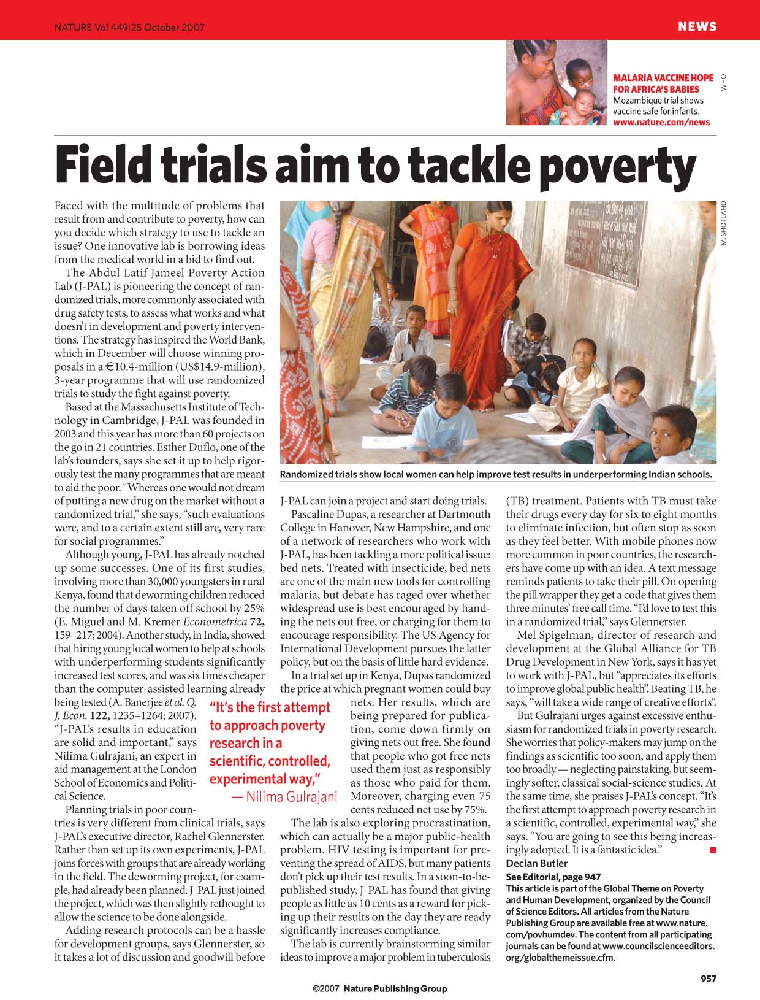 NATURE|Vol 449|25 October 2007
NEWS
MALARIA VACCINE HOPE
FOR AFRICA'S BABIES
Mozambique trial shows
vaccine safe for infants.
www.nature.com/news
WHO
Field trials aim to tackle poverty
Faced with the multitude of problems that
result from and contribute to poverty, how can
you decide which strategy to use to tackle an
issue? One innovative lab is borrowing ideas
from the medical world in a bid to find out.
The Abdul Latif Jameel Poverty Action
Lab (J-PAL) is pioneering the concept of ran-
domized trials, more commonly associated with
drug safety tests, to assess what works and what
doesn't in development and poverty interven-
tions. The strategy has inspired the World Bank,
which in December will choose winning pro-
posals in a €10.4-million (US$14.9-million),
3-year programme that will use randomized
trials to study the fight against poverty.
Based at the Massachusetts Institute of Tech-
nology in Cambridge, J-PAL was founded in
2003 and this year has more than 60 projects on
the go in 21 countries. Esther Duflo, one of the
lab's founders, says she set it up to help rigor-
ously test the many programmes that are meant
to aid the poor. “Whereas one would not dream
of putting a new drug on the market without a
randomized trial,” she says, “such evaluations
were, and to a certain extent still are, very rare
for social programmes.”
Although young, J-PAL has already notched
up some successes. One of its first studies,
involving more than 30,000 youngsters in rural
Kenya, found that deworming children reduced
the number of days taken off school by 25%
(E. Miguel and M. Kremer Econometrica 72,
159–217; 2004). Another study, in India, showed
that hiring young local women to help at schools
with underperforming students significantly
increased test scores, and was six times cheaper
than the computer-assisted learning already
being tested (A. Banerjee et al. Q.
J. Econ. 122, 1235–1264; 2007).
“J-PAL's results in education
are solid and important,” says
Nilima Gulrajani, an expert in
aid management at the London
School of Economics and Politi-
cal Science.
Planning trials in poor coun-
tries is very different from clinical trials, says
J-PAL's executive director, Rachel Glennerster.
Rather than set up its own experiments, J-PAL
joins forces with groups that are already working
in the field. The deworming project, for exam-
ple, had already been planned. J-PAL just joined
the project, which was then slightly rethought to
allow the science to be done alongside.
Adding research protocols can be a hassle
for development groups, says Glennerster, so
it takes a lot of discussion and goodwill before
M. SHOTLAND
Randomized trials show local women can help improve test results in underperforming Indian schools.
J-PAL can join a project and start doing trials.
Pascaline Dupas, a researcher at Dartmouth
College in Hanover, New Hampshire, and one
of a network of researchers who work with
J-PAL, has been tackling a more political issue:
bed nets. Treated with insecticide, bed nets
are one of the main new tools for controlling
malaria, but debate has raged over whether
widespread use is best encouraged by hand-
ing the nets out free, or charging for them to
encourage responsibility. The US Agency for
International Development pursues the latter
policy, but on the basis of little hard evidence.
In a trial set up in Kenya, Dupas randomized
the price at which pregnant women could buy
nets. Her results, which are
being prepared for publica-
tion, come down firmly on
giving nets out free. She found
that people who got free nets
used them just as responsibly
as those who paid for them.
Moreover, charging even 75
cents reduced net use by 75%.
“It's the first attempt
to approach poverty
research in a
scientific, controlled,
experimental way,”
— Nilima Gulrajani
The lab is also exploring procrastination,
which can actually be a major public-health
problem. HIV testing is important for pre-
venting the spread of AIDS, but many patients
don't pick up their test results. In a soon-to-be-
published study, J-PAL has found that giving
people as little as 10 cents as a reward for pick-
ing up their results on the day they are ready
significantly increases compliance.
The lab is currently brainstorming similar
ideas to improve a major problem in tuberculosis
(TB) treatment. Patients with TB must take
their drugs every day for six to eight months
to eliminate infection, but often stop as soon
as they feel better. With mobile phones now
more common in poor countries, the research-
ers have come up with an idea. A text message
reminds patients to take their pill. On opening
the pill wrapper they get a code that gives them
three minutes' free call time. “I'd love to test this
in a randomized trial,” says Glennerster.
Mel Spigelman, director of research and
development at the Global Alliance for TB
Drug Development in New York, says it has yet
to work with J-PAL, but “appreciates its efforts
to improve global public health”. Beating TB, he
says, “will take a wide range of creative efforts”.
But Gulrajani urges against excessive enthu-
siasm for randomized trials in poverty research.
She worries that policy-makers may jump on the
findings as scientific too soon, and apply them
too broadly — neglecting painstaking, but seem-
ingly softer, classical social-science studies. At
the same time, she praises J-PAL's concept. “It's
the first attempt to approach poverty research in
a scientific, controlled, experimental way,” she
says. “You are going to see this being increas-
ingly adopted. It is a fantastic idea.”
Declan Butler
See Editorial, page 947
This article is part of the Global Theme on Poverty
and Human Development, organized by the Council
of Science Editors. All articles from the Nature
Publishing Group are available free at www.nature.
com/povhumdev. The content from all participating
journals can be found at www.councilscienceeditors.
org/globalthemeissue.cfm.
957
©2007 Nature Publishing Group